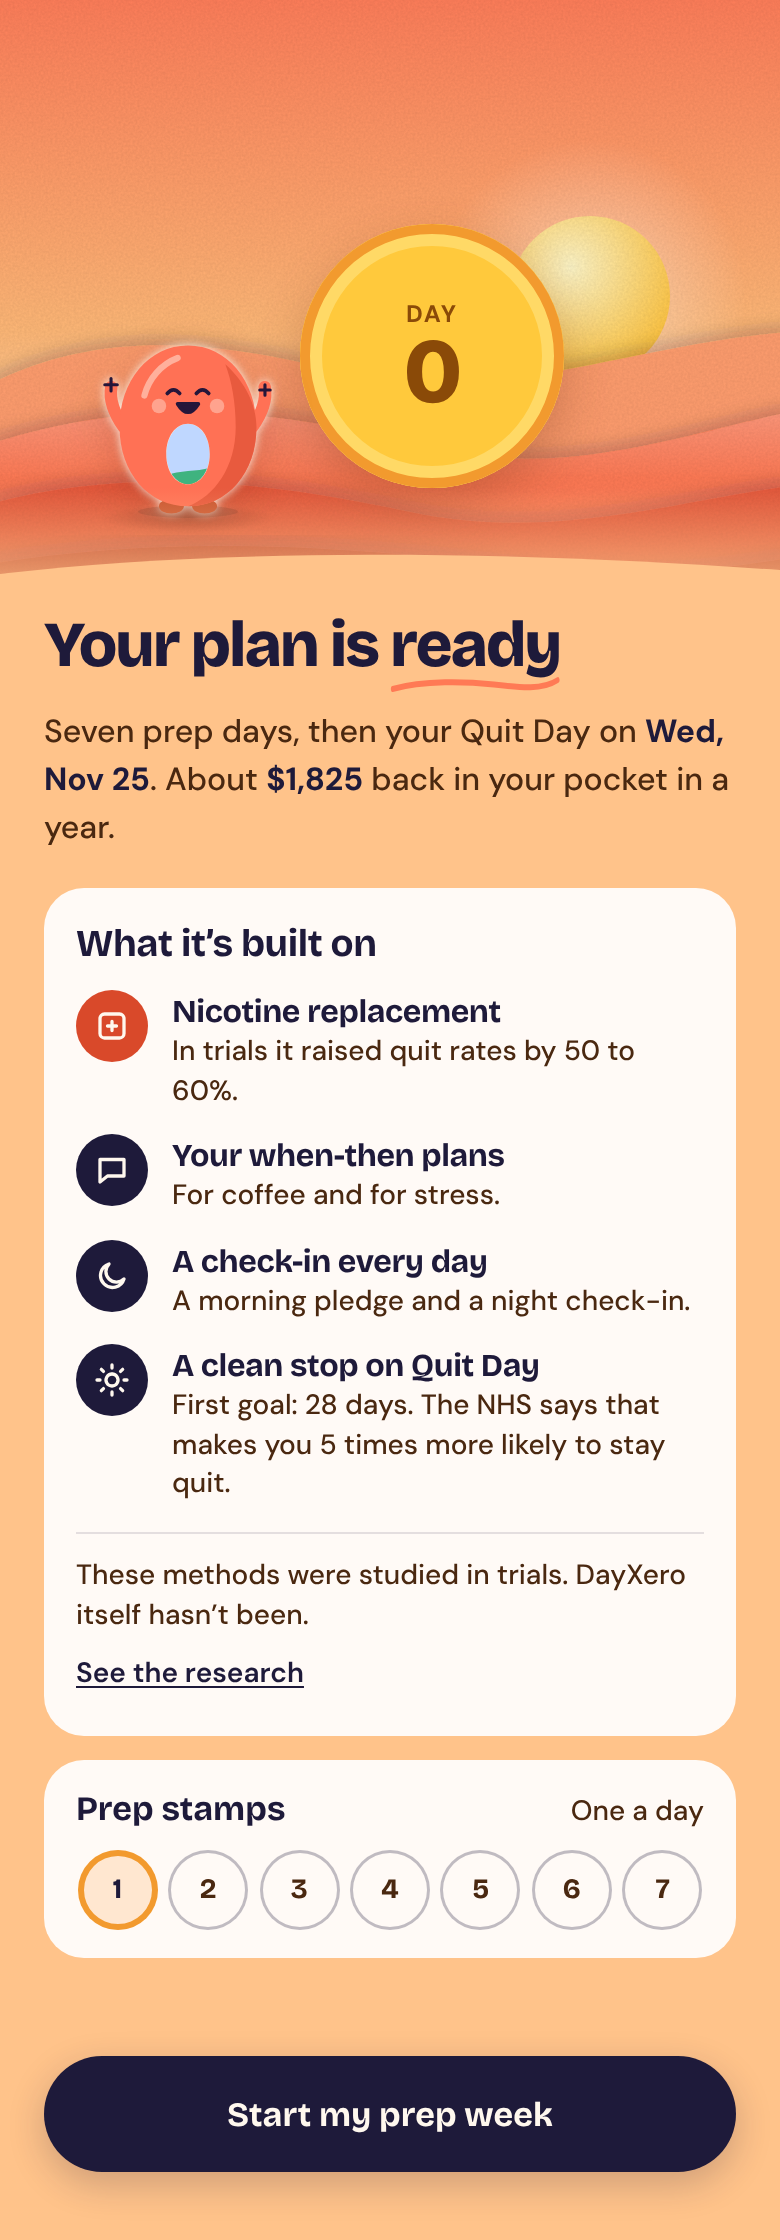 DAY
0
Your plan is ready
Seven prep days, then your Quit Day on Wed,
Nov 25. About $1,825 back in your pocket in a
year.
What it’s built on
Nicotine replacement
In trials it raised quit rates by 50 to
60%.
Your when-then plans
For coffee and for stress.
A check-in every day
A morning pledge and a night check-in.
A clean stop on Quit Day
First goal: 28 days. The NHS says that
makes you 5 times more likely to stay
quit.
These methods were studied in trials. DayXero
itself hasn’t been.
See the research
Prep stamps One a day
1 2 3 4 5 6 7
Start my prep week